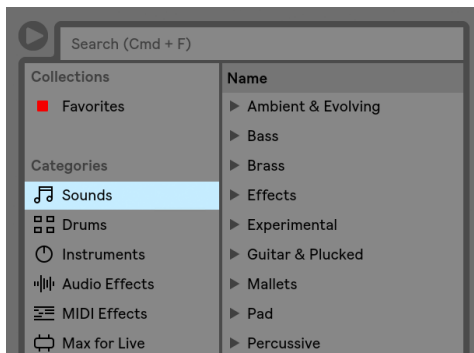 Search (Cmd + F)
Collections
Favorites
Categories
Sounds
Drums
Instruments
Audio Effects
MIDI Effects
Max for Live
Name
Ambient & Evolving
Bass
Brass
Effects
Experimental
Guitar & Plucked
Mallets
Pad
Percussive